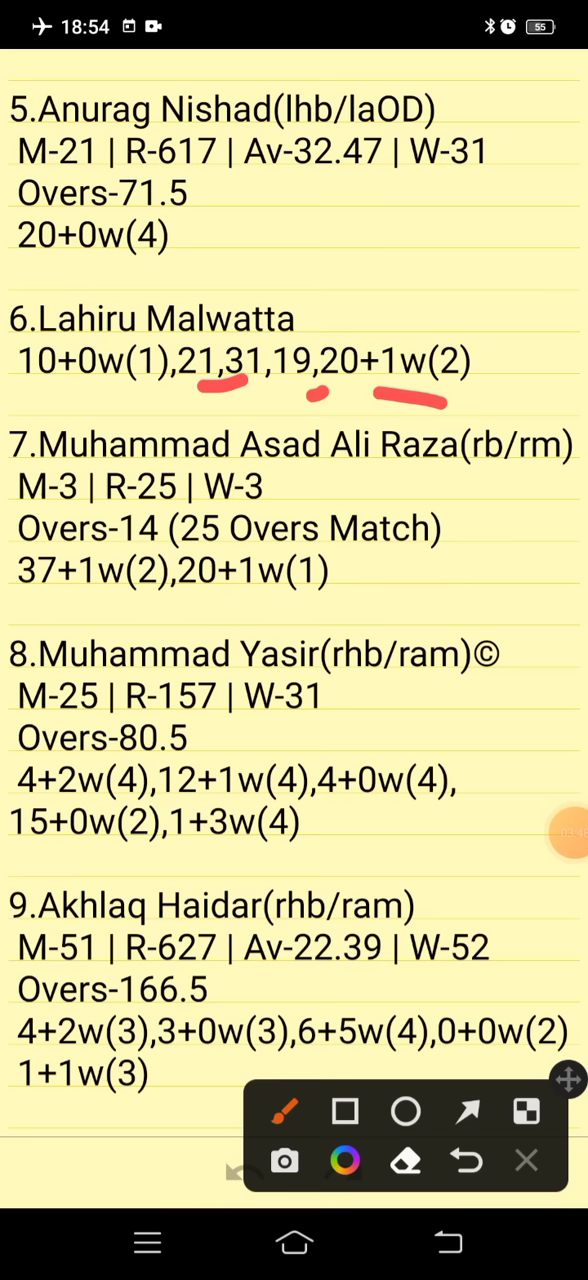 18:54
55
5.Anurag Nishad(lhb/laOD)
M-21 | R-617 | Av-32.47 | W-31
Overs-71.5
20+0w(4)
6.Lahiru Malwatta
10+0w(1),21,31,19,20+1w(2)
7.Muhammad Asad Ali Raza(rb/rm)
M-3 | R-25 | W-3
Overs-14 (25 Overs Match)
37+1w(2),20+1w(1)
8.Muhammad Yasir(rhb/ram)©
M-25 | R-157 | W-31
Overs-80.5
4+2w(4),12+1w(4),4+0w(4),
15+0w(2),1+3w(4)
9.Akhlaq Haidar(rhb/ram)
M-51 | R-627 | Av-22.39 | W-52
Overs-166.5
4+2w(3),3+0w(3),6+5w(4),0+0w(2)
1+1w(3)